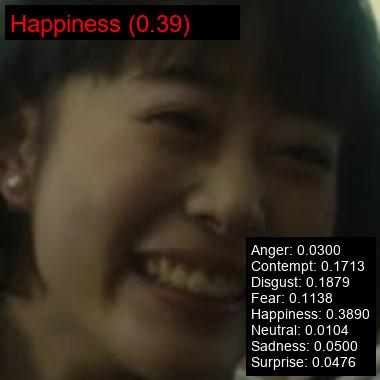 Happiness (0.39)
Anger: 0.0300
Contempt: 0.1713
Disgust: 0.1879
Fear: 0.1138
Happiness: 0.3890
Neutral: 0.0104
Sadness: 0.0500
Surprise: 0.0476